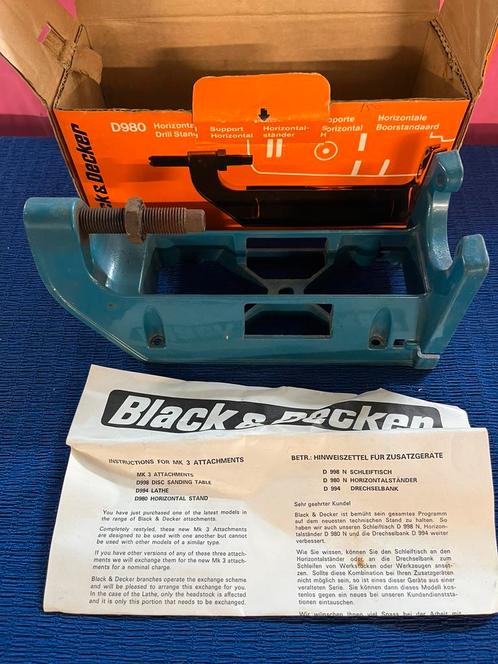 Black & Decker
D980
Horizontal
Drill Stand
Support
Horizontal
Horizontal-
ständer
Horizontale
Boorstandaard
Black & Decker
INSTRUCTIONS FOR MK 3 ATTACHMENTS
MK 3 ATTACHMENTS
D998 DISC SANDING TABLE
D994 LATHE
D980 HORIZONTAL STAND
You have just purchased one of the latest models in
the range of Black & Decker attachments.
Completely restyled, these new Mk 3 Attachments
are designed to be used with one another but cannot
be used with other models of a similar type.
If you have other versions of any of these three attach-
ments we will exchange them for the new Mk 3 attach-
ments for a nominal charge.
Black & Decker branches operate the exchange scheme
and will be pleased to arrange this exchange for you.
In the case of the Lathe, only the headstock is affected
and it is only this portion that needs to be exchanged.
BETR.: HINWEISZETTEL FÜR ZUSATZGERÄTE
D 998 N SCHLEIFTISCH
D 980 N HORIZONTALSTÄNDER
D 994 DRECHSELBANK
Sehr geehrter Kunde!
Black & Decker ist bemüht sein gesamtes Programm
auf dem neuesten technischen Stand zu halten. So
haben wir auch unseren Schleiftisch D 998 N, Horizon-
talständer D 980 N und die Drechselbank D 994 weiter
verbessert.
Wie Sie wissen, können Sie den Schleiftisch an den
Horizontalständer oder an die Drechselbank zum
Schleifen von Werkstücken oder Werkzeugen anset-
zen. Sollte diese Kombination bei Ihren Zusatzgeräten
nicht möglich sein, so ist eines dieser Geräte aus einer
veralteten Serie. Sie können dann dieses Modell kos-
tenlos gegen ein neues bei unseren Kundendienststa-
tionen eintauschen.
Wir wünschen Ihnen viel Spass bei der Arbeit mit